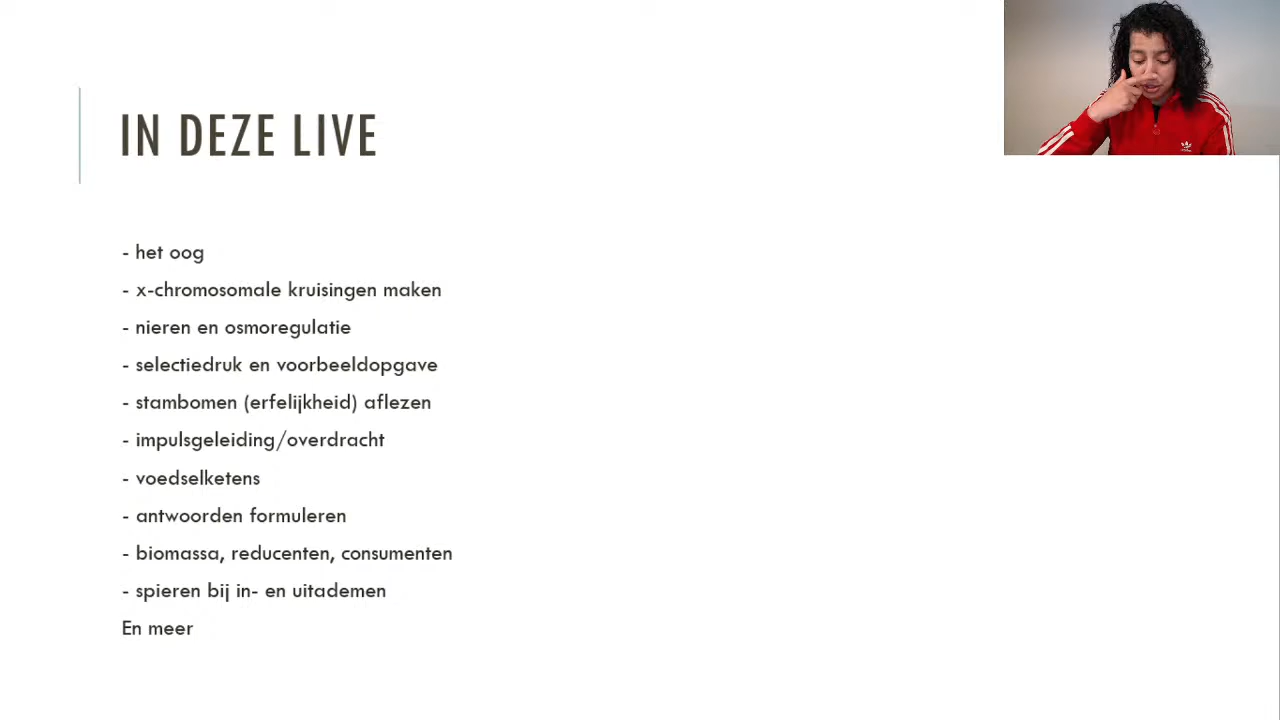 IN DEZE LIVE
- het oog
- x-chromosomale kruisingen maken
- nieren en osmoregulatie
- selectiedruk en voorbeeldopgave
- stambomen (erfelijkheid) aflezen
- impulsgeleiding/overdracht
- voedselketens
- antwoorden formuleren
- biomassa, reducenten, consumenten
- spieren bij in- en uitademen
En meer